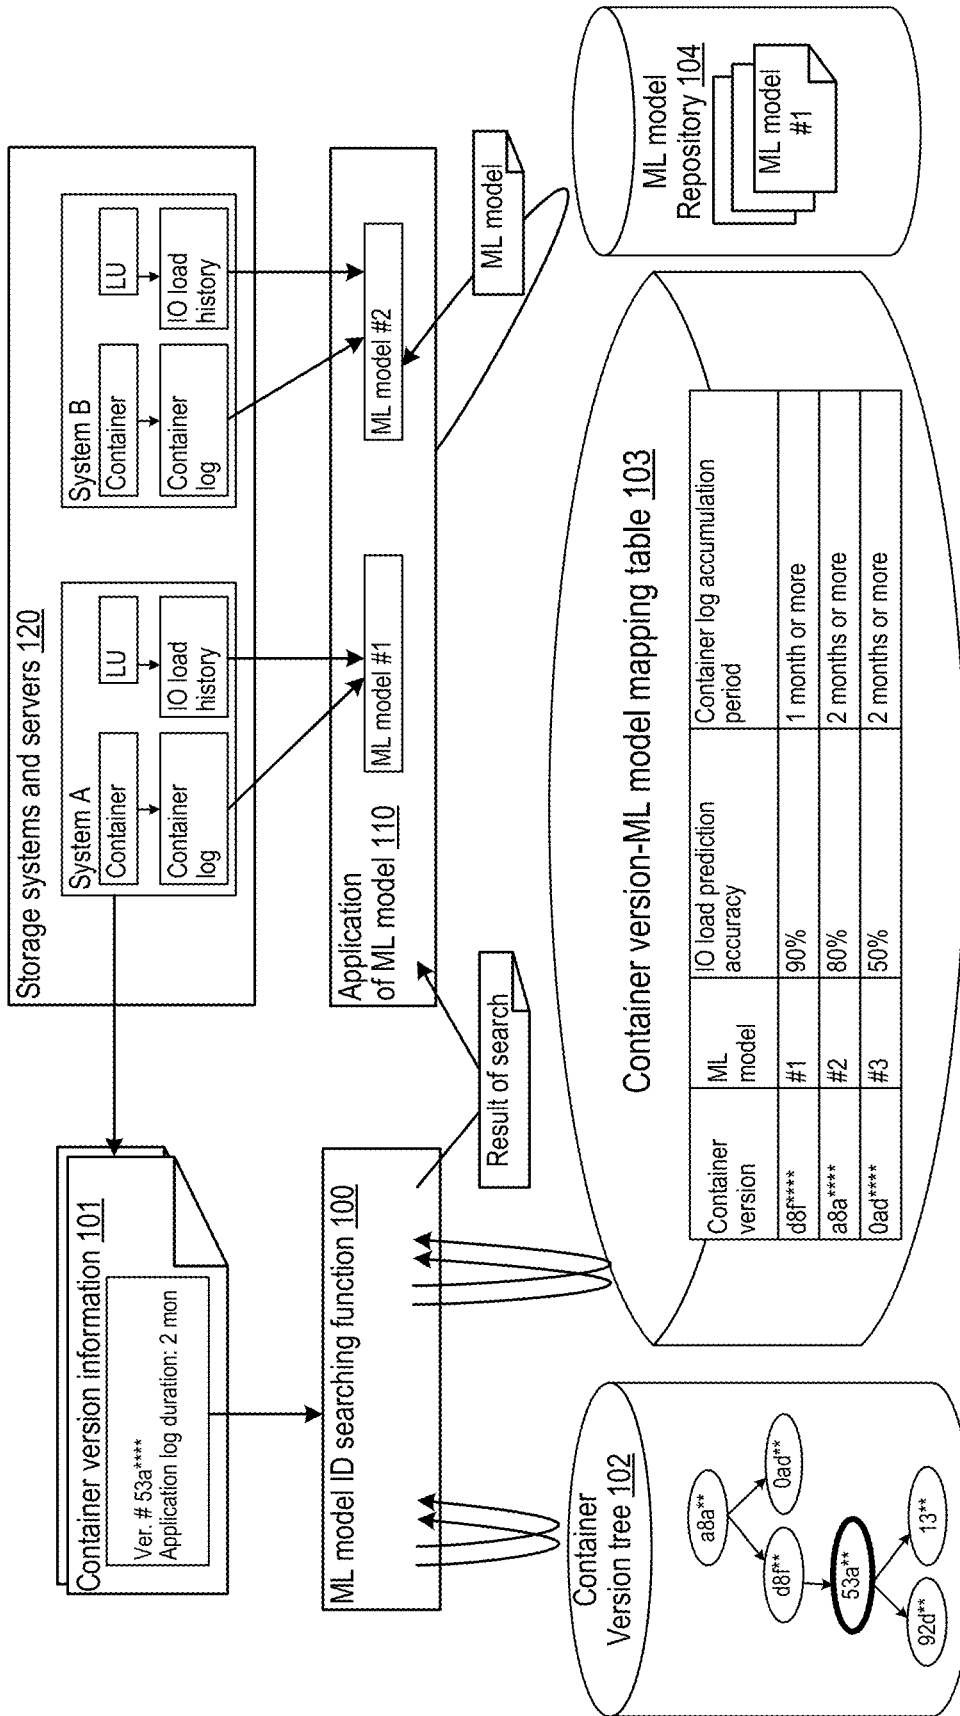 Storage systems and servers 120
System A
Container
LU
Container
log
IO load
history
System B
Container
LU
Container
log
IO load
history
Container version information 101
Ver. # 53a****
Application log duration: 2 mon
ML model ID searching function 100
Application
of ML model 110
ML model #1
ML model #2
Result of search
ML model
Container
Version tree 102
a8a**
d8f**
0ad**
53a**
92d**
13**
Container version-ML model mapping table 103
Container
version
ML
model
IO load prediction
accuracy
Container log accumulation
period
d8f****
#1
90%
1 month or more
a8a****
#2
80%
2 months or more
0ad****
#3
50%
2 months or more
ML model
Repository 104
ML model
#1